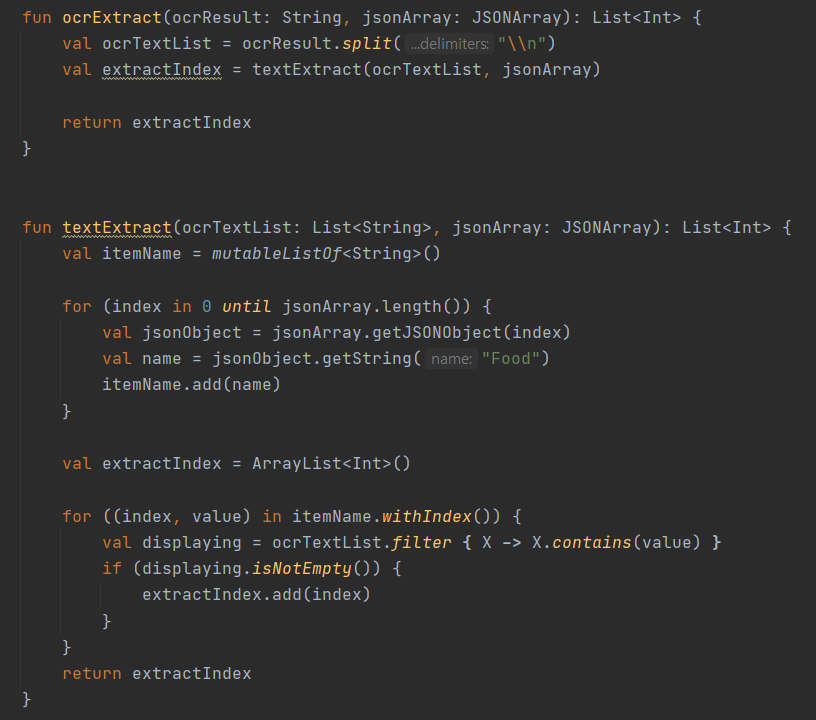 fun ocrExtract(ocrResult: String, jsonArray: JSONArray): List<Int> {
    val ocrTextList = ocrResult.split( ...delimiters: "\\n")
    val extractIndex = textExtract(ocrTextList, jsonArray)

    return extractIndex
}


fun textExtract(ocrTextList: List<String>, jsonArray: JSONArray): List<Int> {
    val itemName = mutableListOf<String>()

    for (index in 0 until jsonArray.length()) {
        val jsonObject = jsonArray.getJSONObject(index)
        val name = jsonObject.getString( name: "Food")
        itemName.add(name)
    }

    val extractIndex = ArrayList<Int>()

    for ((index, value) in itemName.withIndex()) {
        val displaying = ocrTextList.filter { X -> X.contains(value) }
        if (displaying.isNotEmpty()) {
            extractIndex.add(index)
        }
    }
    return extractIndex
}